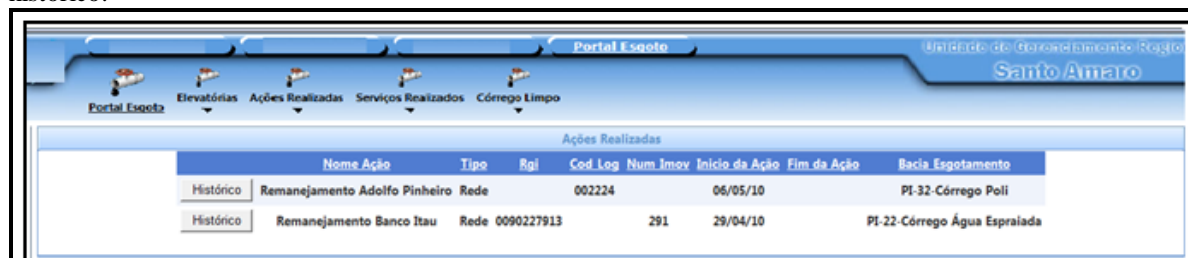 Portal Esgoto
Unidade de Gerenciamento Regio
Santo Amaro
Portal Esgoto Elevatórias Ações Realizadas Serviços Realizados Córrego Limpo
Ações Realizadas
Nome Ação Tipo Rgi Cod Log Num Imov Inicio da Ação Fim da Ação Bacia Esgotamento
Histórico Remanejamento Adolfo Pinheiro Rede 002224 06/05/10 PI-32-Córrego Poli
Histórico Remanejamento Banco Itau Rede 0090227913 291 29/04/10 PI-22-Córrego Água Espraiada